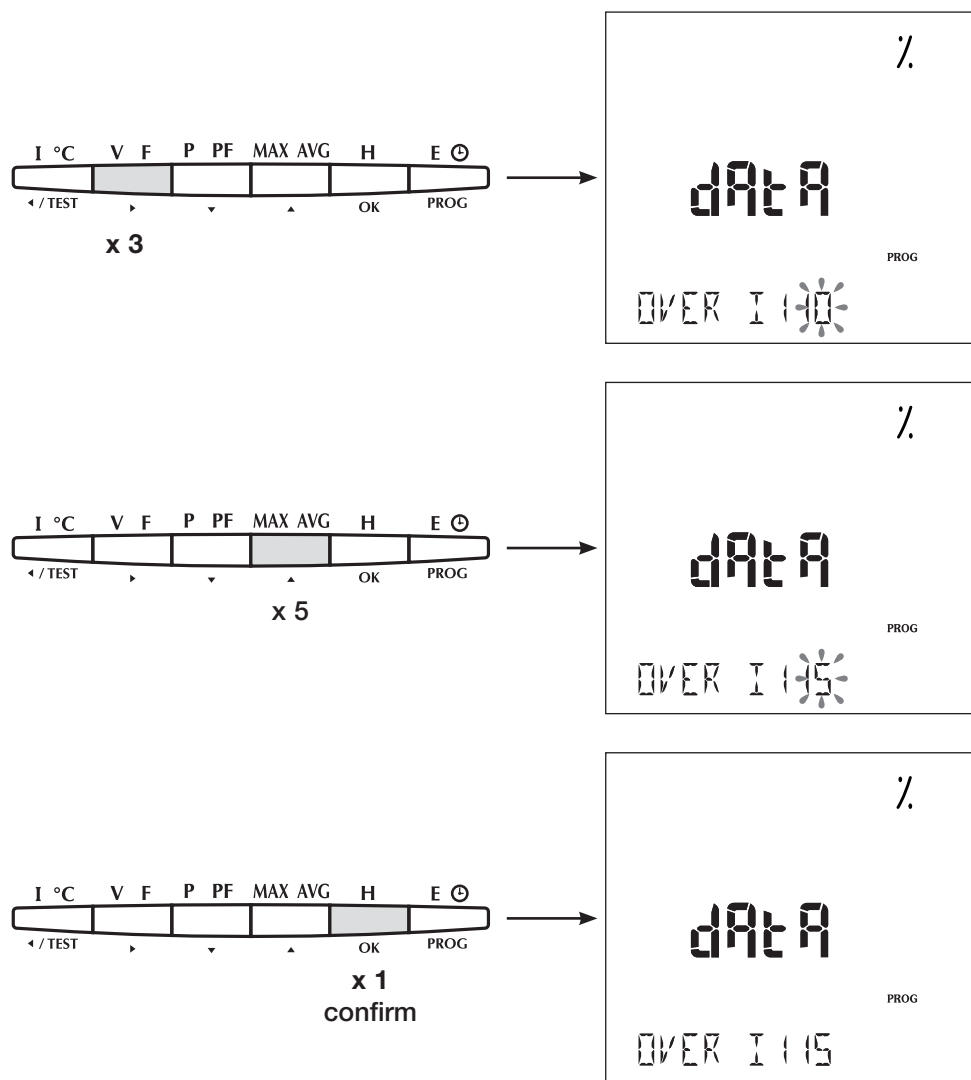 %
I °C V F P PF MAX AVG H E
dAtA
/ TEST OK PROG
x 3
PROG
OVER I 110
%
I °C V F P PF MAX AVG H E
dAtA
/ TEST OK PROG
x 5
PROG
OVER I 115
%
I °C V F P PF MAX AVG H E
dAtA
/ TEST OK PROG
x 1
confirm
PROG
OVER I 115